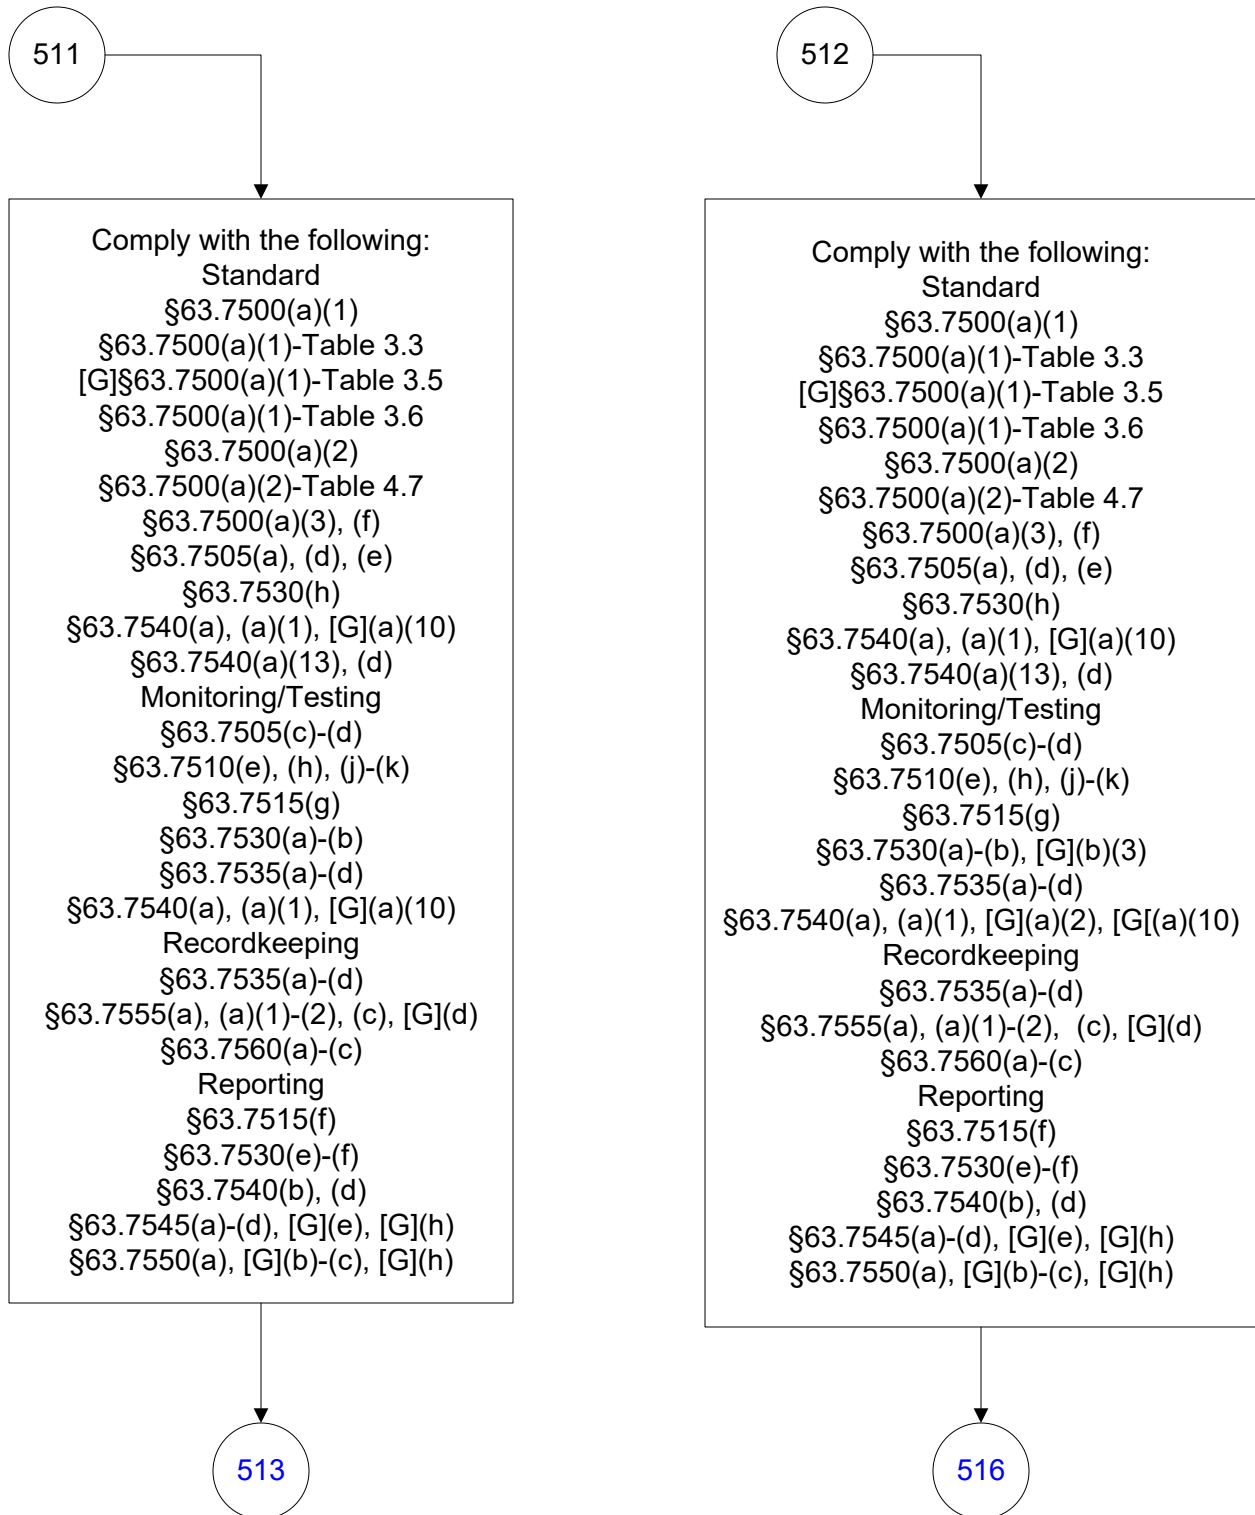 511
Comply with the following:
Standard
§63.7500(a)(1)
§63.7500(a)(1)-Table 3.3
[G]§63.7500(a)(1)-Table 3.5
§63.7500(a)(1)-Table 3.6
§63.7500(a)(2)
§63.7500(a)(2)-Table 4.7
§63.7500(a)(3), (f)
§63.7505(a), (d), (e)
§63.7530(h)
§63.7540(a), (a)(1), [G](a)(10)
§63.7540(a)(13), (d)
Monitoring/Testing
§63.7505(c)-(d)
§63.7510(e), (h), (j)-(k)
§63.7515(g)
§63.7530(a)-(b)
§63.7535(a)-(d)
§63.7540(a), (a)(1), [G](a)(10)
Recordkeeping
§63.7535(a)-(d)
§63.7555(a), (a)(1)-(2), (c), [G](d)
§63.7560(a)-(c)
Reporting
§63.7515(f)
§63.7530(e)-(f)
§63.7540(b), (d)
§63.7545(a)-(d), [G](e), [G](h)
§63.7550(a), [G](b)-(c), [G](h)
513
512
Comply with the following:
Standard
§63.7500(a)(1)
§63.7500(a)(1)-Table 3.3
[G]§63.7500(a)(1)-Table 3.5
§63.7500(a)(1)-Table 3.6
§63.7500(a)(2)
§63.7500(a)(2)-Table 4.7
§63.7500(a)(3), (f)
§63.7505(a), (d), (e)
§63.7530(h)
§63.7540(a), (a)(1), [G](a)(10)
§63.7540(a)(13), (d)
Monitoring/Testing
§63.7505(c)-(d)
§63.7510(e), (h), (j)-(k)
§63.7515(g)
§63.7530(a)-(b), [G](b)(3)
§63.7535(a)-(d)
§63.7540(a), (a)(1), [G](a)(2), [G[(a)(10)
Recordkeeping
§63.7535(a)-(d)
§63.7555(a), (a)(1)-(2),  (c), [G](d)
§63.7560(a)-(c)
Reporting
§63.7515(f)
§63.7530(e)-(f)
§63.7540(b), (d)
§63.7545(a)-(d), [G](e), [G](h)
§63.7550(a), [G](b)-(c), [G](h)
516